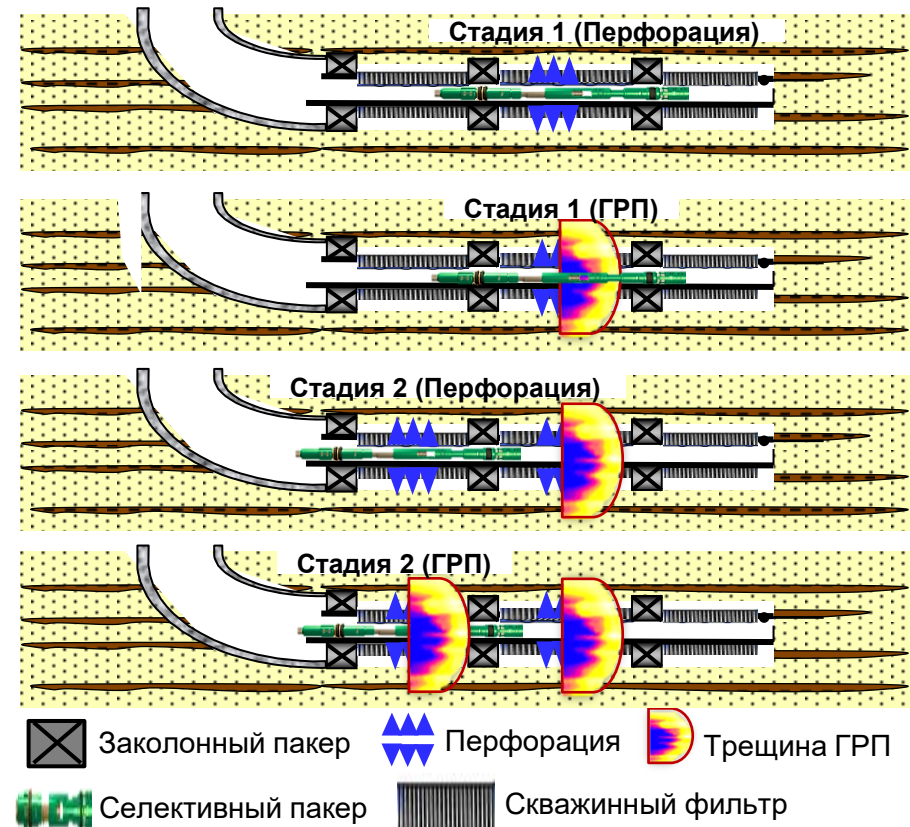 Стадия 1 (Перфорация)
Стадия 1 (ГРП)
Стадия 2 (Перфорация)
Стадия 2 (ГРП)
Заколонный пакер
Перфорация
Трещина ГРП
Селективный пакер
Скважинный фильтр